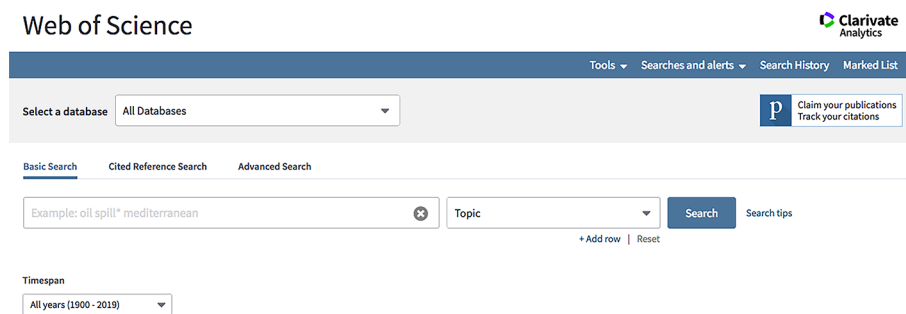 Web of Science
Clarivate
Analytics
Tools Searches and alerts Search History Marked List
Select a database All Databases
p Claim your publications
Track your citations
Basic Search Cited Reference Search Advanced Search
Example: oil spill* mediterranean Topic Search Search tips
+ Add row | Reset
Timespan
All years (1900 - 2019)